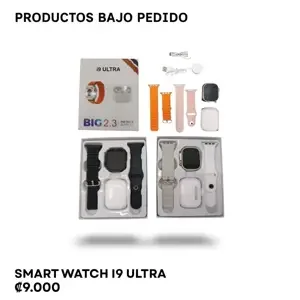 PRODUCTOS BAJO PEDIDO
I9 ULTRA
BIG 2.3
SMART WATCH I9 ULTRA
₡9.000